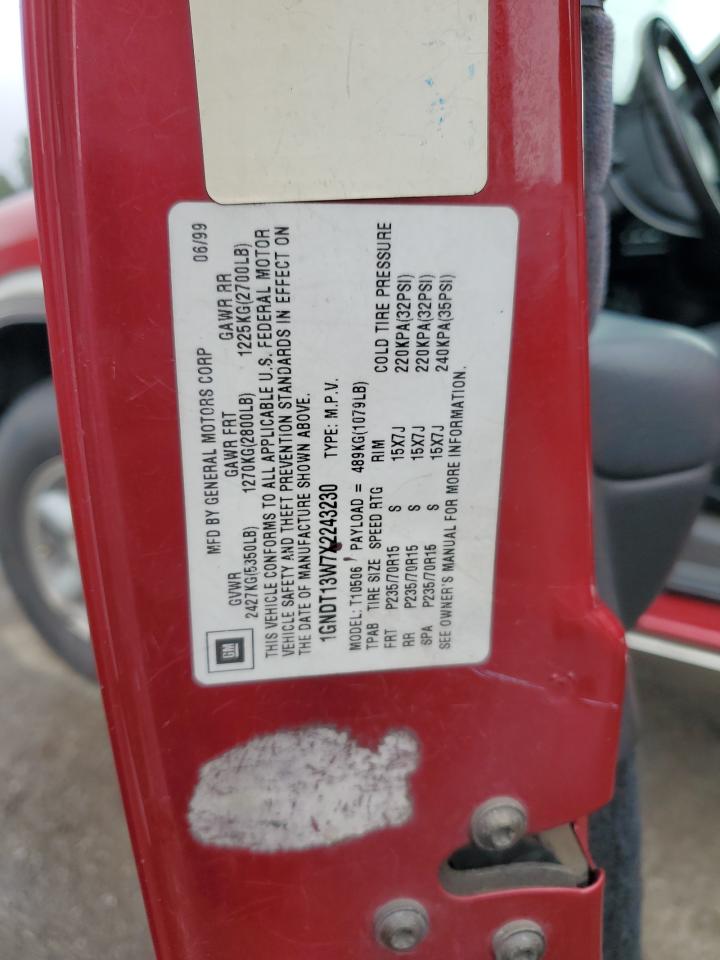 MFD BY GENERAL MOTORS CORP 06/99
GM
GVWR GAWR FRT GAWR RR
2427KG(5350LB) 1270KG(2800LB) 1225KG(2700LB)
THIS VEHICLE CONFORMS TO ALL APPLICABLE U.S. FEDERAL MOTOR
VEHICLE SAFETY AND THEFT PREVENTION STANDARDS IN EFFECT ON
THE DATE OF MANUFACTURE SHOWN ABOVE.
1GNDT13W7X2243230 TYPE: M.P.V.
MODEL: T10506 PAYLOAD = 489KG(1079LB)
TPAB TIRE SIZE SPEED RTG RIM COLD TIRE PRESSURE
FRT P235/70R15 S 15X7J 220KPA(32PSI)
RR P235/70R15 S 15X7J 220KPA(32PSI)
SPA P235/70R15 S 15X7J 240KPA(35PSI)
SEE OWNER'S MANUAL FOR MORE INFORMATION.